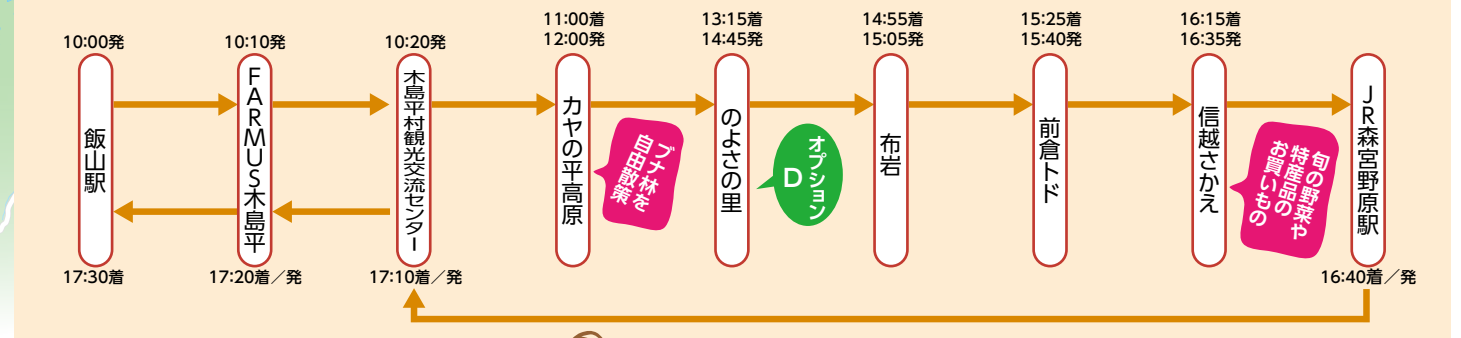 10:00発
10:10発
10:20発
11:00着
12:00発
13:15着
14:45発
14:55着
15:05発
15:25着
15:40発
16:15着
16:35発
飯山駅
FARMUS木島平
木島平村観光交流センター
カヤの平高原
ブナ林を
自由散策
のよさの里
オプション
D
布岩
前倉トド
信越さかえ
旬の野菜や
特産品の
お買いもの
JR森宮野原駅
17:30着
17:20着／発
17:10着／発
16:40着／発